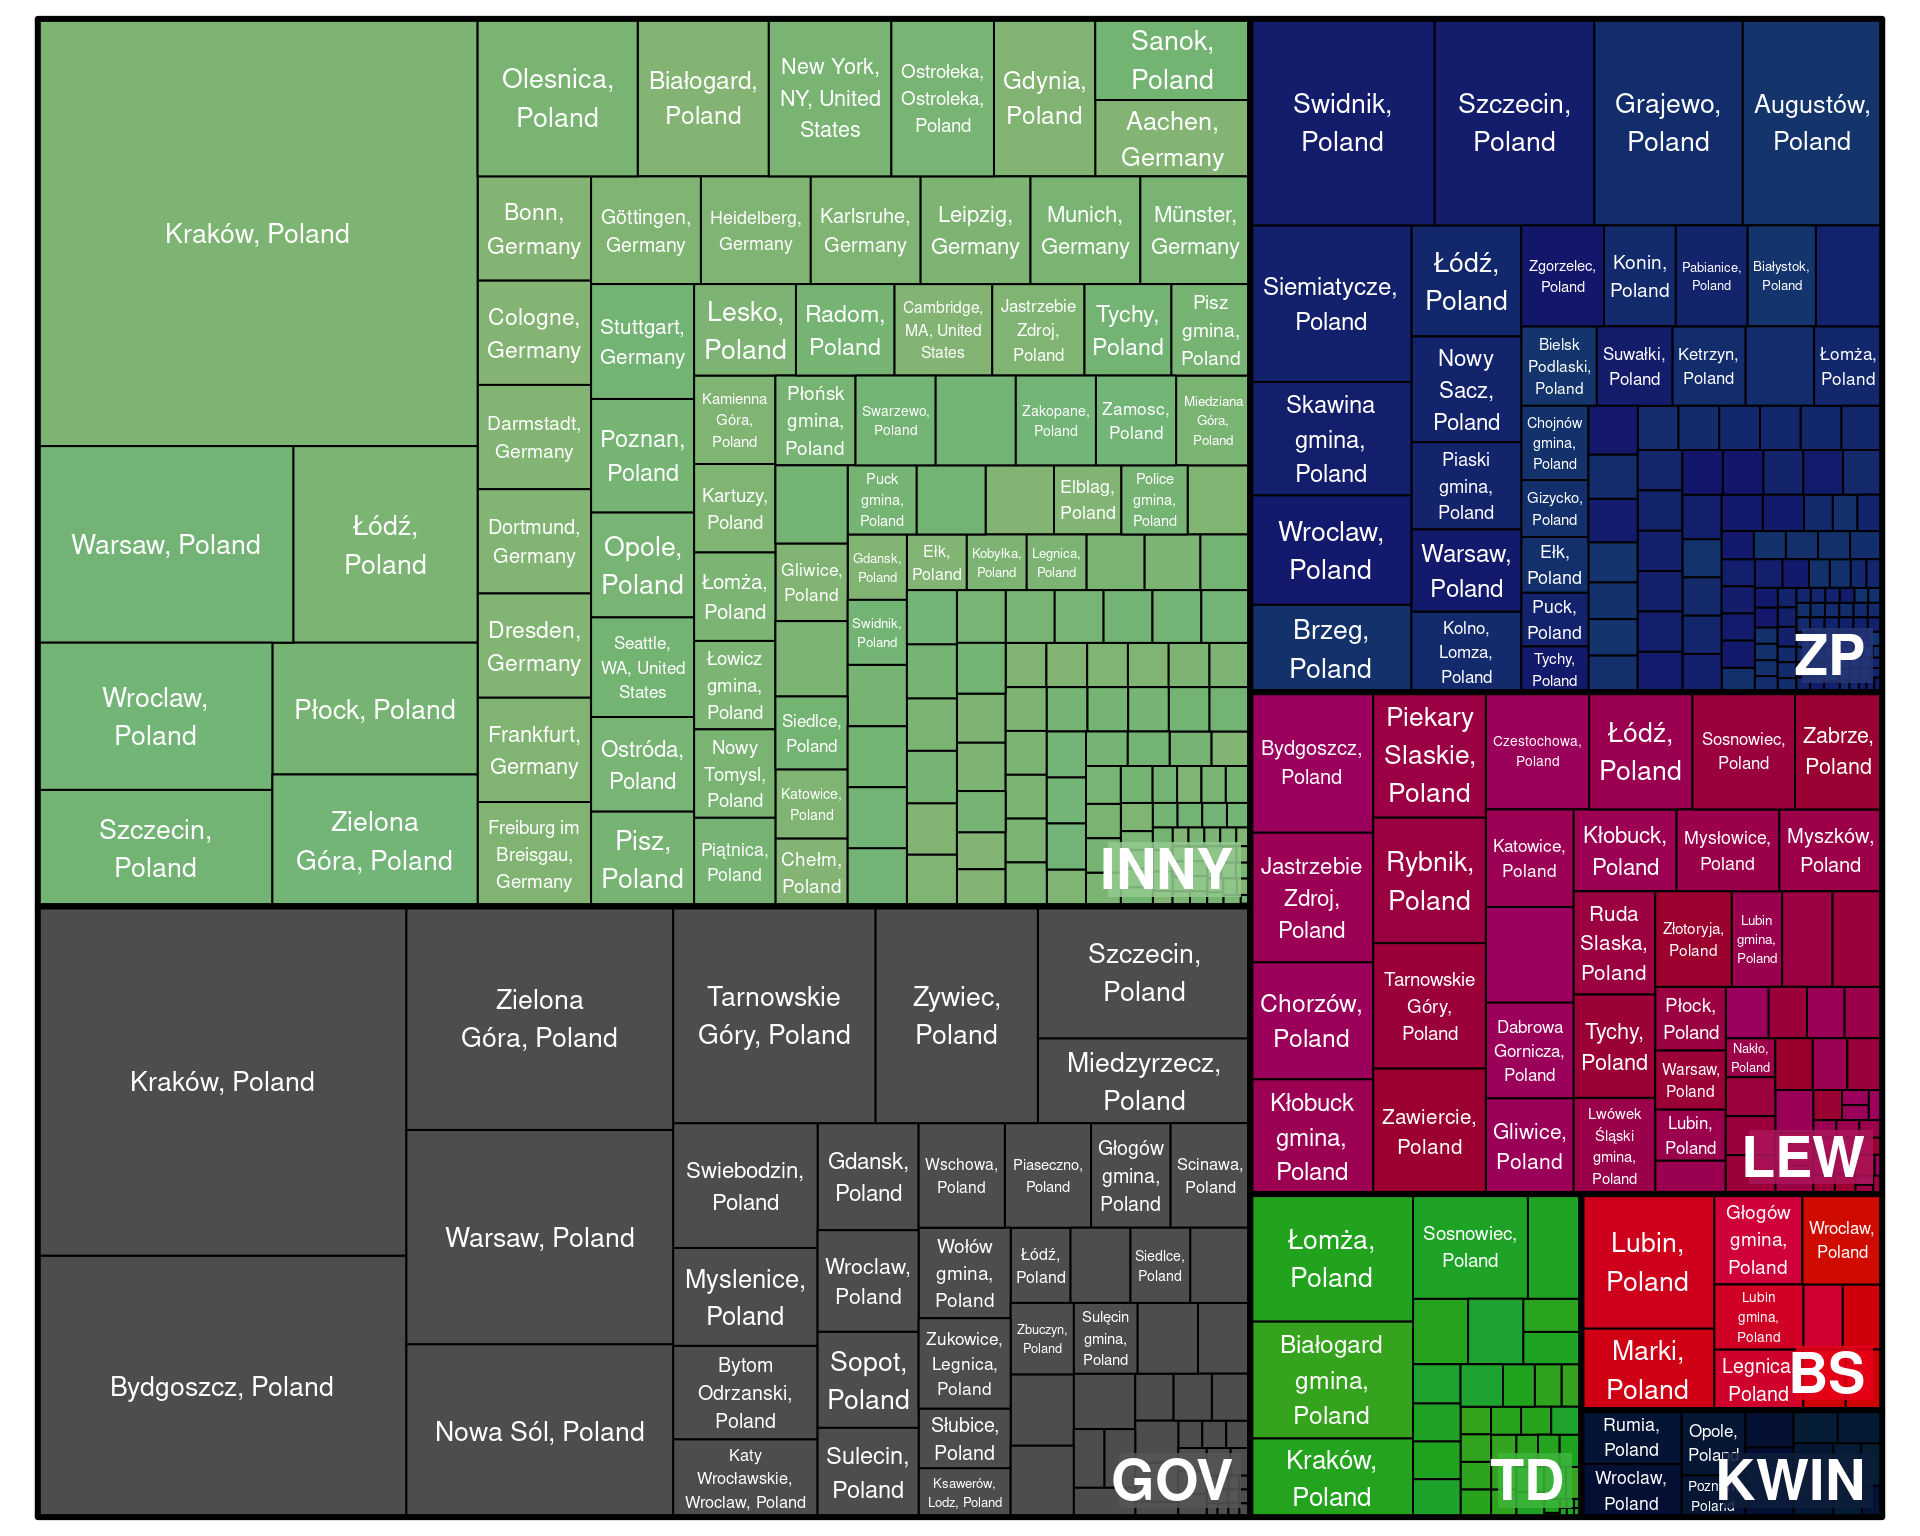 Kraków, Poland
Warsaw, Poland
Łódź,
Poland
Wroclaw,
Poland
Płock, Poland
Szczecin,
Poland
Zielona
Góra, Poland
Olesnica,
Poland
Białogard,
Poland
New York,
NY, United
States
Ostrołeka,
Ostroleka,
Poland
Gdynia,
Poland
Sanok,
Poland
Aachen,
Germany
Bonn,
Germany
Göttingen,
Germany
Heidelberg,
Germany
Karlsruhe,
Germany
Leipzig,
Germany
Munich,
Germany
Münster,
Germany
Cologne,
Germany
Darmstadt,
Germany
Dortmund,
Germany
Dresden,
Germany
Frankfurt,
Germany
Freiburg im
Breisgau,
Germany
Stuttgart,
Germany
Poznan,
Poland
Opole,
Poland
Seattle,
WA, United
States
Ostróda,
Poland
Pisz,
Poland
Lesko,
Poland
Radom,
Poland
Cambridge,
MA, United
States
Jastrzebie
Zdroj,
Poland
Tychy,
Poland
Pisz
gmina,
Poland
Kamienna
Góra,
Poland
Kartuzy,
Poland
Łomża,
Poland
Łowicz
gmina,
Poland
Nowy
Tomysl,
Poland
Piątnica,
Poland
Płońsk
gmina,
Poland
Swarzewo,
Poland
Zakopane,
Poland
Zamosc,
Poland
Miedziana
Góra,
Poland
Gliwice,
Poland
Siedlce,
Poland
Katowice,
Poland
Chełm,
Poland
Puck
gmina,
Poland
Elblag,
Poland
Police
gmina,
Poland
Gdansk,
Poland
Swidnik,
Poland
Ełk,
Poland
Kobyłka,
Poland
Legnica,
Poland
INNY
Swidnik,
Poland
Szczecin,
Poland
Grajewo,
Poland
Augustów,
Poland
Siemiatycze,
Poland
Skawina
gmina,
Poland
Wroclaw,
Poland
Brzeg,
Poland
Łódź,
Poland
Nowy
Sacz,
Poland
Piaski
gmina,
Poland
Warsaw,
Poland
Kolno,
Lomza,
Poland
Zgorzelec,
Poland
Konin,
Poland
Pabianice,
Poland
Białystok,
Poland
Bielsk
Podlaski,
Poland
Suwałki,
Poland
Ketrzyn,
Poland
Łomża,
Poland
Chojnów
gmina,
Poland
Gizycko,
Poland
Ełk,
Poland
Puck,
Poland
Tychy,
Poland
ZP
Bydgoszcz,
Poland
Jastrzebie
Zdroj,
Poland
Chorzów,
Poland
Kłobuck
gmina,
Poland
Piekary
Slaskie,
Poland
Rybnik,
Poland
Tarnowskie
Góry,
Poland
Zawiercie,
Poland
Czestochowa,
Poland
Łódź,
Poland
Sosnowiec,
Poland
Zabrze,
Poland
Katowice,
Poland
Dabrowa
Gornicza,
Poland
Gliwice,
Poland
Kłobuck,
Poland
Mysłowice,
Poland
Myszków,
Poland
Ruda
Slaska,
Poland
Tychy,
Poland
Lwówek
Śląski
gmina,
Poland
Złotoryja,
Poland
Lubin
gmina,
Poland
Płock,
Poland
Warsaw,
Poland
Lubin,
Poland
Nakło,
Poland
LEW
Kraków, Poland
Bydgoszcz, Poland
Zielona
Góra, Poland
Warsaw, Poland
Nowa Sól, Poland
Tarnowskie
Góry, Poland
Zywiec,
Poland
Szczecin,
Poland
Miedzyrzecz,
Poland
Swiebodzin,
Poland
Myslenice,
Poland
Bytom
Odrzanski,
Poland
Katy
Wrocławskie,
Wroclaw, Poland
Gdansk,
Poland
Wroclaw,
Poland
Sopot,
Poland
Sulecin,
Poland
Wschowa,
Poland
Piaseczno,
Poland
Głogów
gmina,
Poland
Scinawa,
Poland
Wołów
gmina,
Poland
Zukowice,
Legnica,
Poland
Słubice,
Poland
Ksawerów,
Lodz, Poland
Łódź,
Poland
Siedlce,
Poland
Zbuczyn,
Poland
Sulęcin
gmina,
Poland
GOV
Łomża,
Poland
Białogard
gmina,
Poland
Kraków,
Poland
Sosnowiec,
Poland
TD
Lubin,
Poland
Marki,
Poland
Głogów
gmina,
Poland
Wroclaw,
Poland
Lubin
gmina,
Poland
Legnica,
Poland
BS
Rumia,
Poland
Wroclaw,
Poland
Opole,
Poland
Poland
KWIN